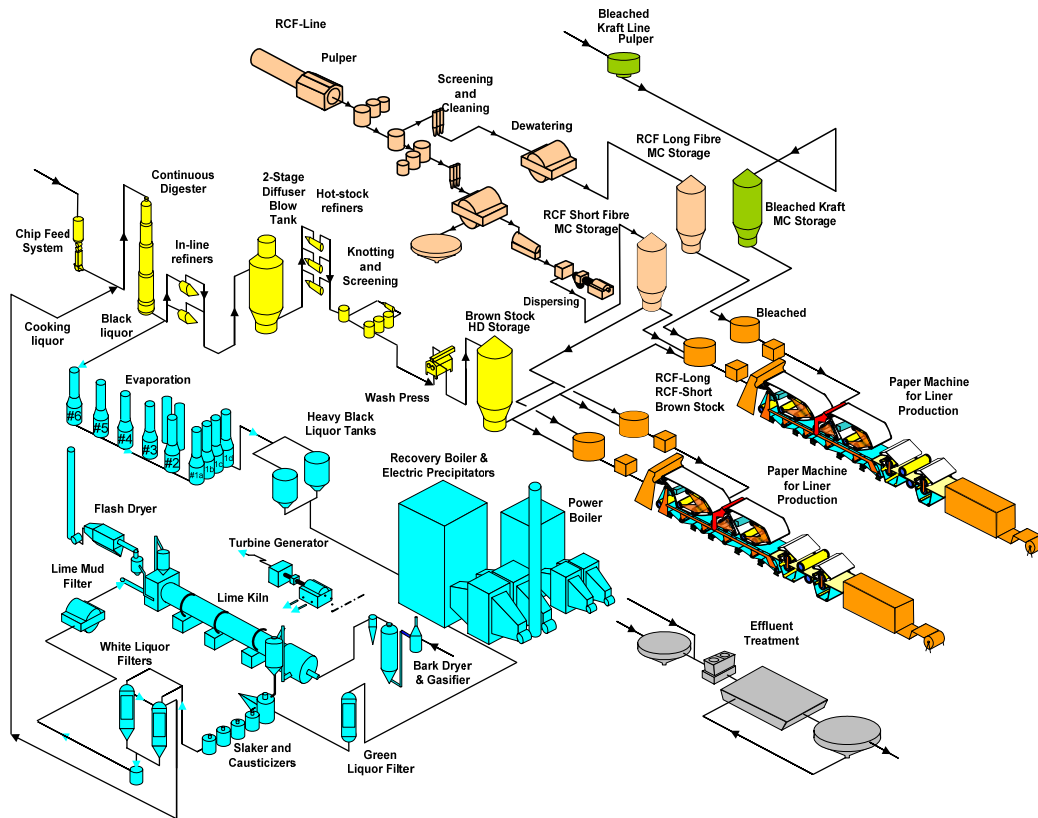 RCF-Line
Pulper
Bleached
Kraft Line
Pulper
Screening
and
Cleaning
Dewatering
RCF Long Fibre
MC Storage
Bleached Kraft
MC Storage
Continuous
Digester
2-Stage
Diffuser
Blow
Tank
Hot-stock
refiners
Chip Feed
System
In-line
refiners
RCF Short Fibre
MC Storage
Knotting
and
Screening
Dispersing
Cooking
liquor
Black
liquor
Brown Stock
HD Storage
Bleached
Wash Press
RCF-Long
RCF-Short
Brown Stock
Paper Machine
for Liner
Production
Evaporation
#6
#5
#4
#3
#2
#1a
1b
1c
1d
Heavy Black
Liquor Tanks
Recovery Boiler &
Electric Precipitators
Power
Boiler
Paper Machine
for Liner
Production
Flash Dryer
Turbine Generator
Lime Mud
Filter
Lime Kiln
White Liquor
Filters
Bark Dryer
& Gasifier
Effluent
Treatment
Slaker and
Causticizers
Green
Liquor Filter